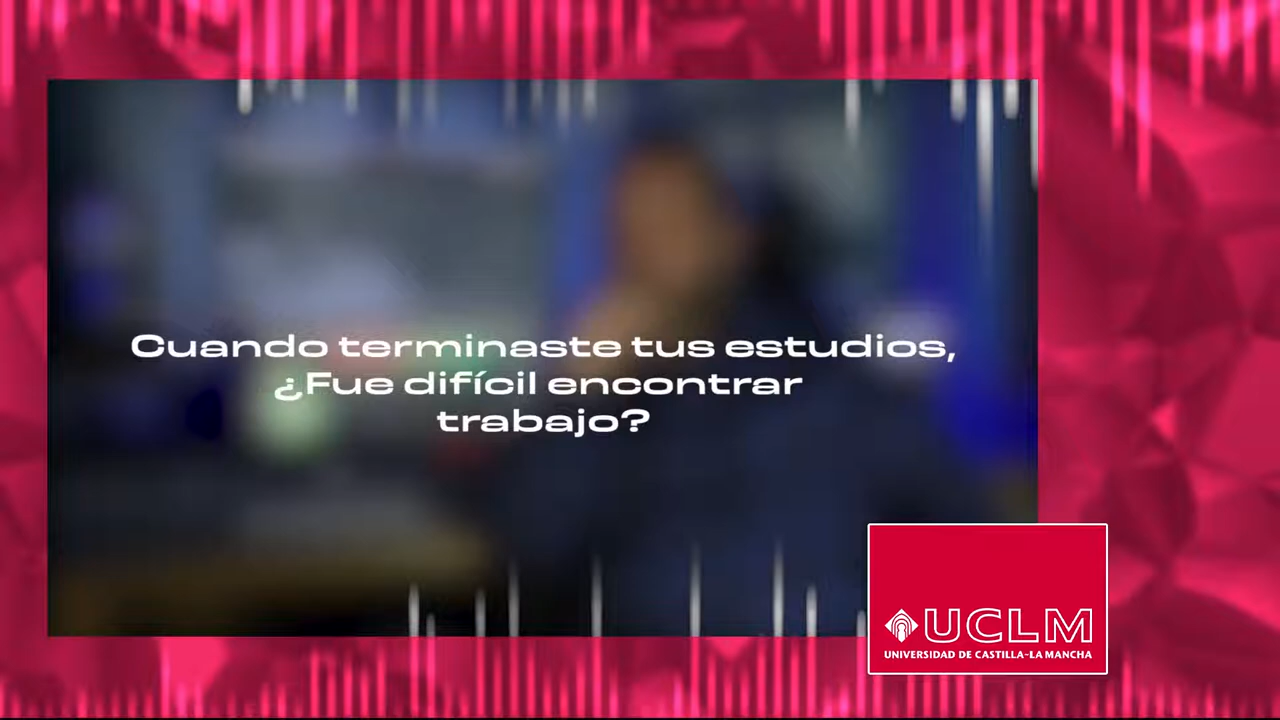 Cuando terminaste tus estudios,
¿Fue difícil encontrar
trabajo?
UCLM
UNIVERSIDAD DE CASTILLA-LA MANCHA